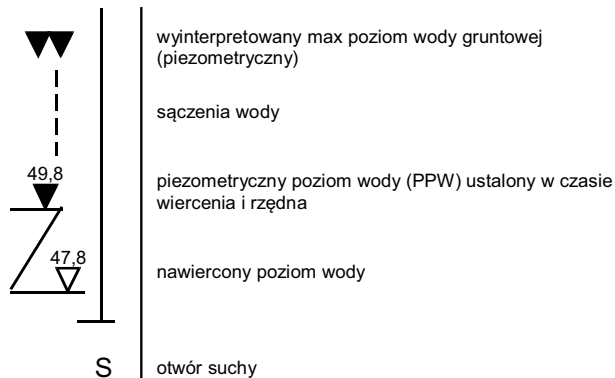 wyinterpretowany max poziom wody gruntowej
(piezometryczny)
sączenia wody
49,8
piezometryczny poziom wody (PPW) ustalony w czasie
wiercenia i rzędna
47,8
nawiercony poziom wody
S
otwór suchy